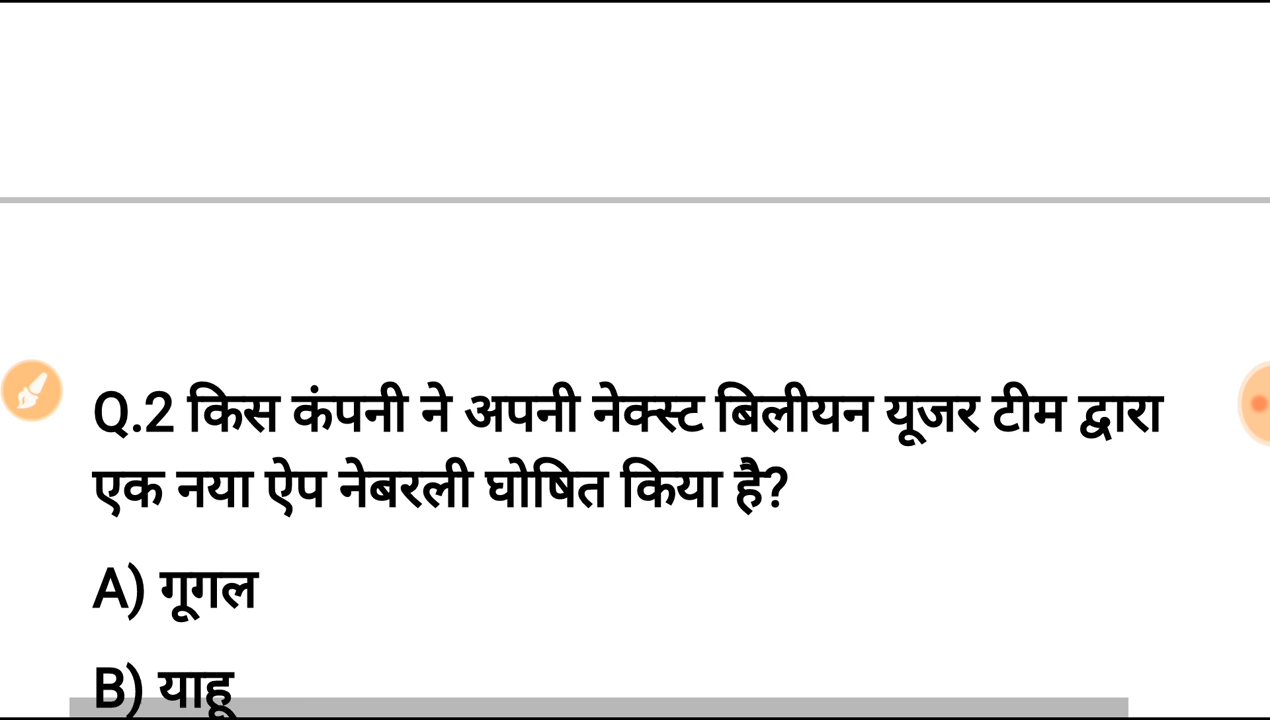 Q.2 किस कंपनी ने अपनी नेक्स्ट बिलीयन यूजर टीम द्वारा
एक नया ऐप नेबरली घोषित किया है?
A) गूगल
B) याहू